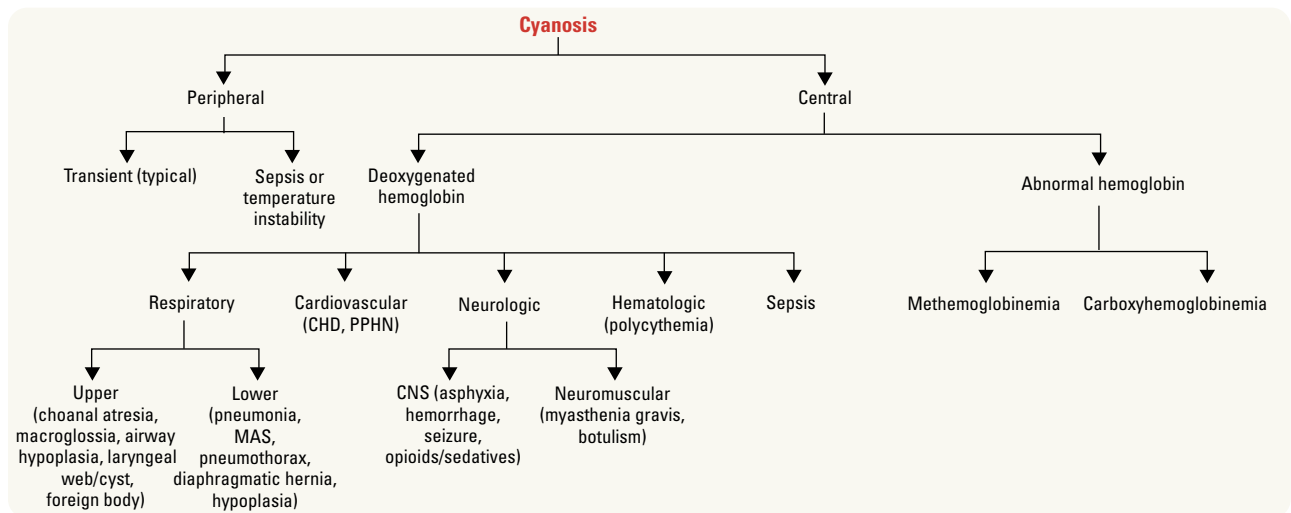 Cyanosis
Peripheral
Central
Transient (typical)
Sepsis or
temperature
instability
Deoxygenated
hemoglobin
Abnormal hemoglobin
Respiratory
Cardiovascular
(CHD, PPHN)
Neurologic
Hematologic
(polycythemia)
Sepsis
Methemoglobinemia
Carboxyhemoglobinemia
Upper
(choanal atresia,
macroglossia, airway
hypoplasia, laryngeal
web/cyst,
foreign body)
Lower
(pneumonia,
MAS,
pneumothorax,
diaphragmatic hernia,
hypoplasia)
CNS (asphyxia,
hemorrhage,
seizure,
opioids/sedatives)
Neuromuscular
(myasthenia gravis,
botulism)